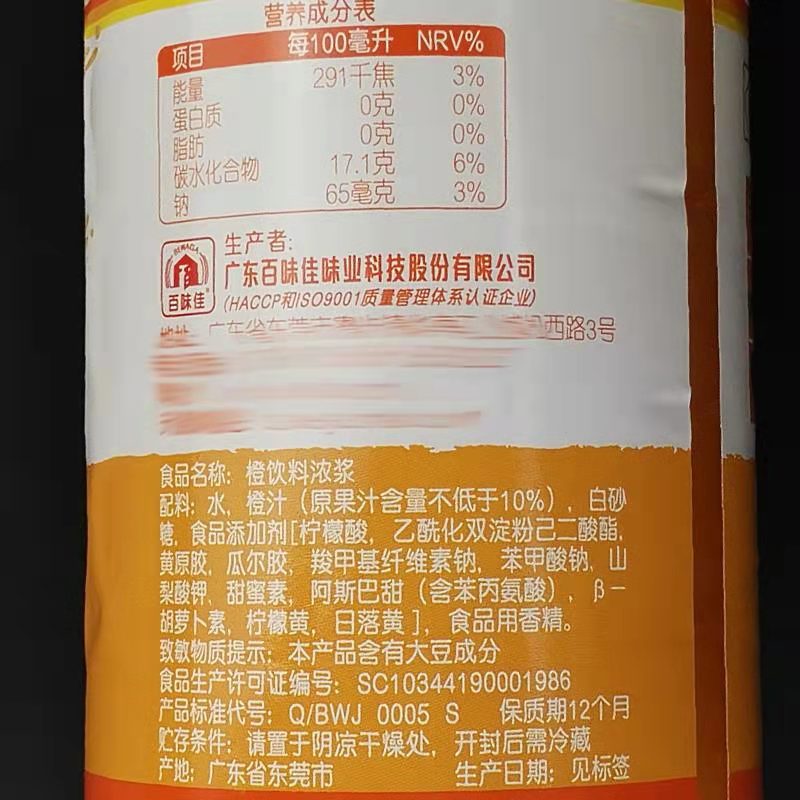 营养成分表
项目 每100毫升 NRV%
能量 291千焦 3%
蛋白质 0克 0%
脂肪 0克 0%
碳水化合物 17.1克 6%
钠 65毫克 3%
BEWAGIA
百味佳
生产者:
广东百味佳味业科技股份有限公司
(HACCP和ISO9001质量管理体系认证企业)
地址: 广东省东莞市 西路3号
食品名称: 橙饮料浓浆
配料: 水, 橙汁 (原果汁含量不低于10%), 白砂
糖, 食品添加剂[柠檬酸, 乙酰化双淀粉己二酸酯,
黄原胶, 瓜尔胶, 羧甲基纤维素钠, 苯甲酸钠, 山
梨酸钾, 甜蜜素, 阿斯巴甜 (含苯丙氨酸), β-
胡萝卜素, 柠檬黄, 日落黄], 食品用香精。
致敏物质提示: 本产品含有大豆成分
食品生产许可证编号: SC10344190001986
产品标准代号: Q/BWJ 0005 S 保质期12个月
贮存条件: 请置于阴凉干燥处, 开封后需冷藏
产地: 广东省东莞市 生产日期: 见标签